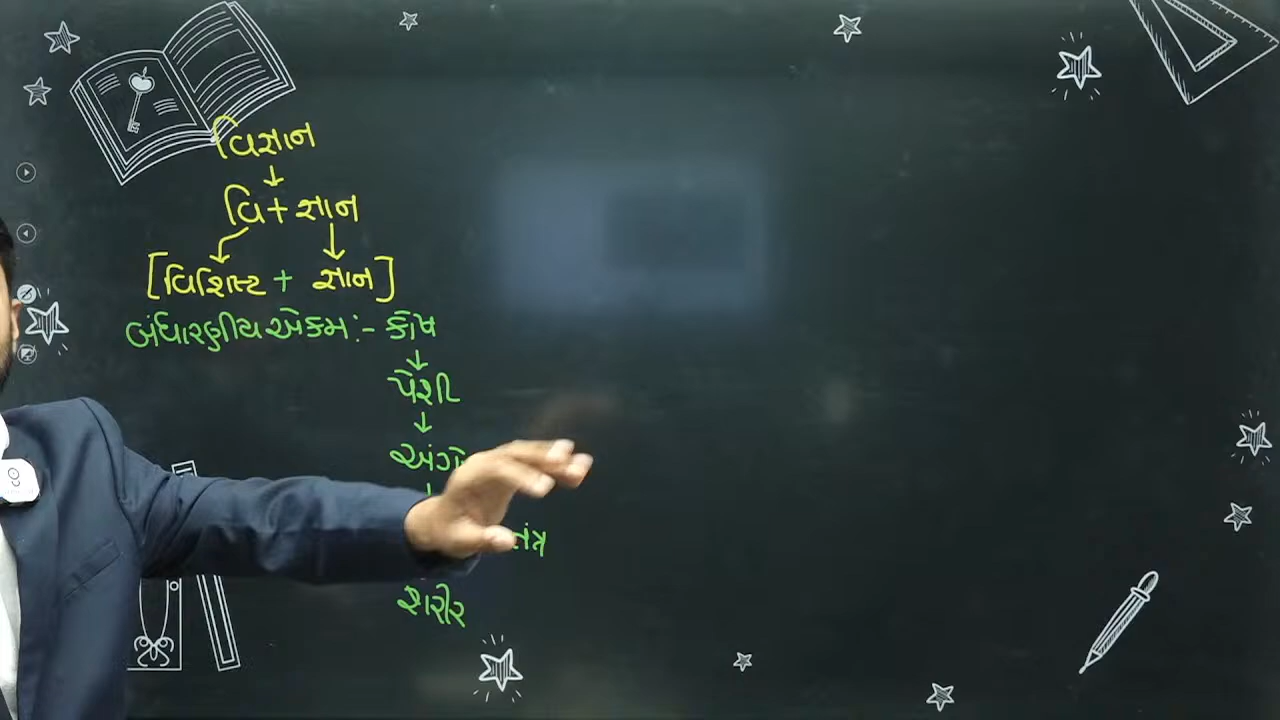 વિજ્ઞાન
વિ + જ્ઞાન
[વિશિષ્ટ + જ્ઞાન]
બંધારણીય એકમ :- કોષ
પેશી
શરીર